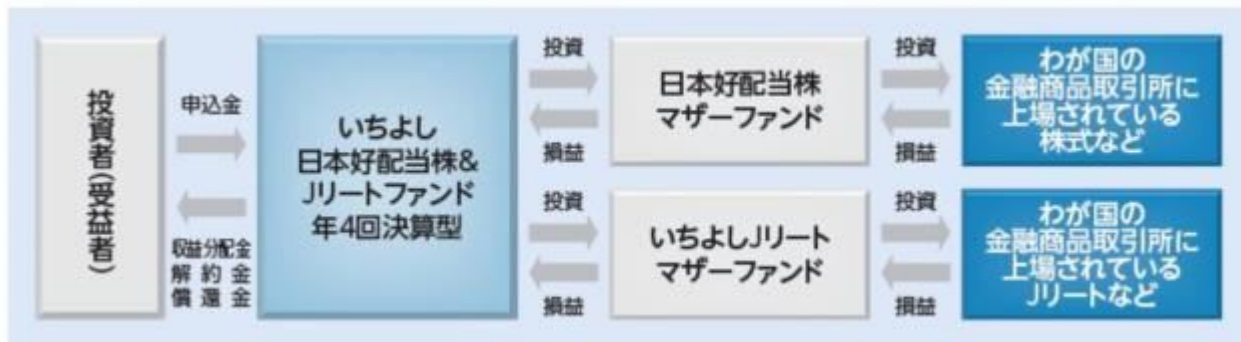 投資者(受益者)
申込金
収益分配金
解約金
償還金
いちよし
日本好配当株&
Jリートファンド
年4回決算型
投資
損益
日本好配当株
マザーファンド
投資
損益
わが国の
金融商品取引所に
上場されている
株式など
投資
損益
いちよしJリート
マザーファンド
投資
損益
わが国の
金融商品取引所に
上場されている
Jリートなど